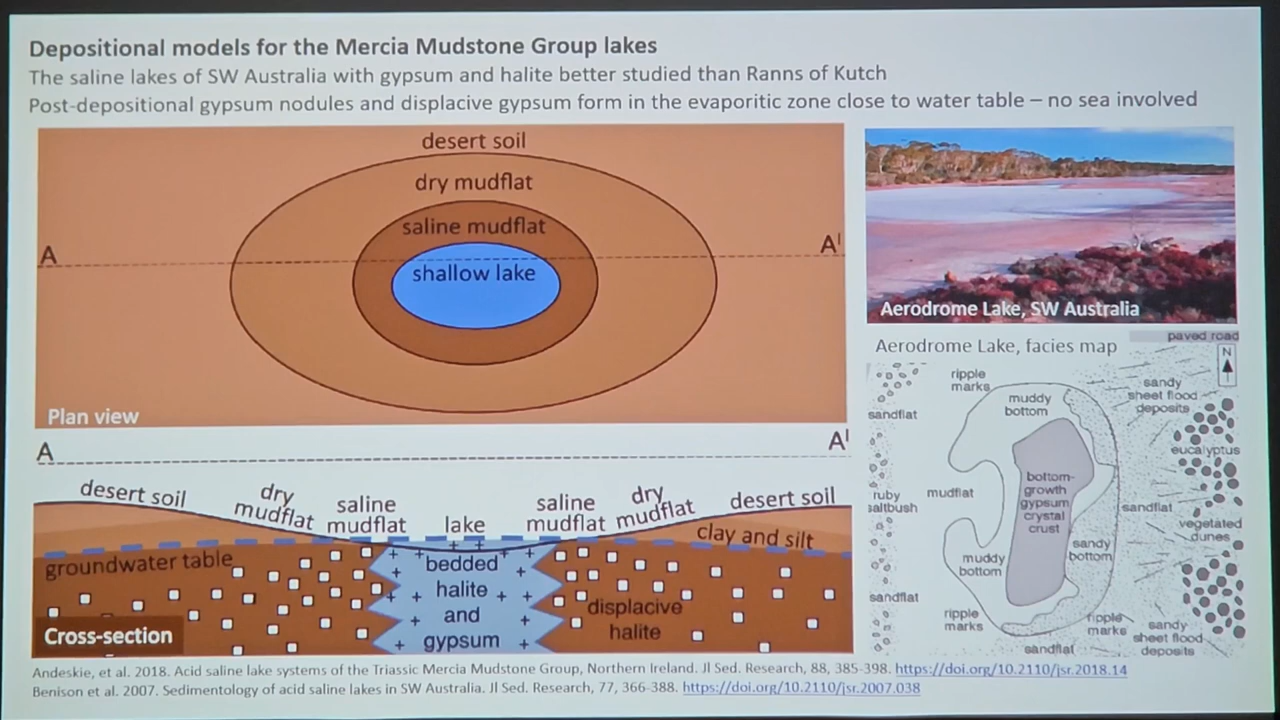 Depositional models for the Mercia Mudstone Group lakes
The saline lakes of SW Australia with gypsum and halite better studied than Ranns of Kutch
Post-depositional gypsum nodules and displacive gypsum form in the evaporitic zone close to water table – no sea involved
desert soil
dry mudflat
saline mudflat
shallow lake
A
A'
Plan view
A
A'
desert soil
dry
mudflat
saline
mudflat
lake
saline
mudflat
dry
mudflat
desert soil
clay and silt
groundwater table
bedded
halite
and
gypsum
displacive
halite
Cross-section
Aerodrome Lake, SW Australia
Aerodrome Lake, facies map
paved road
N
ripple
marks
muddy
bottom
sandy
sheet flood
deposits
sandflat
eucalyptus
bottom-
growth
gypsum
crystal
crust
ruby
saltbush
mudflat
sandflat
vegetated
dunes
sandy
bottom
muddy
bottom
sandflat
ripple
marks
ripple
marks
sandy
sheet flood
deposits
sandflat
Andeskie, et al. 2018. Acid saline lake systems of the Triassic Mercia Mudstone Group, Northern Ireland. Jl Sed. Research, 88, 385-398. https://doi.org/10.2110/jsr.2018.14
Benison et al. 2007. Sedimentology of acid saline lakes in SW Australia. Jl Sed. Research, 77, 366-388. https://doi.org/10.2110/jsr.2007.038